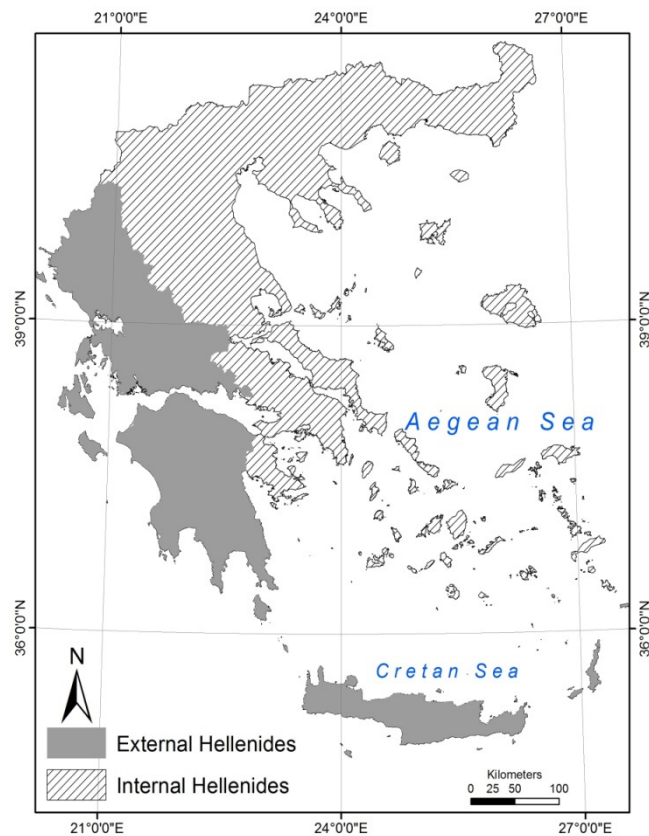 21°0'0"E 24°0'0"E 27°0'0"E
39°0'0"N
39°0'0"N
Aegean Sea
36°0'0"N
36°0'0"N
Cretan Sea
N
External Hellenides
Internal Hellenides
Kilometers
0 25 50 100
21°0'0"E 24°0'0"E 27°0'0"E